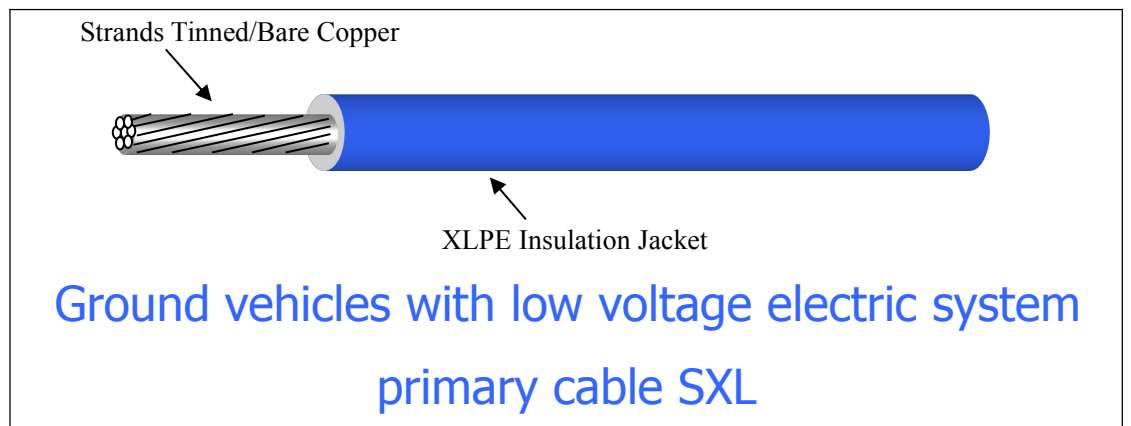 Strands Tinned/Bare Copper
XLPE Insulation Jacket
Ground vehicles with low voltage electric system
primary cable SXL